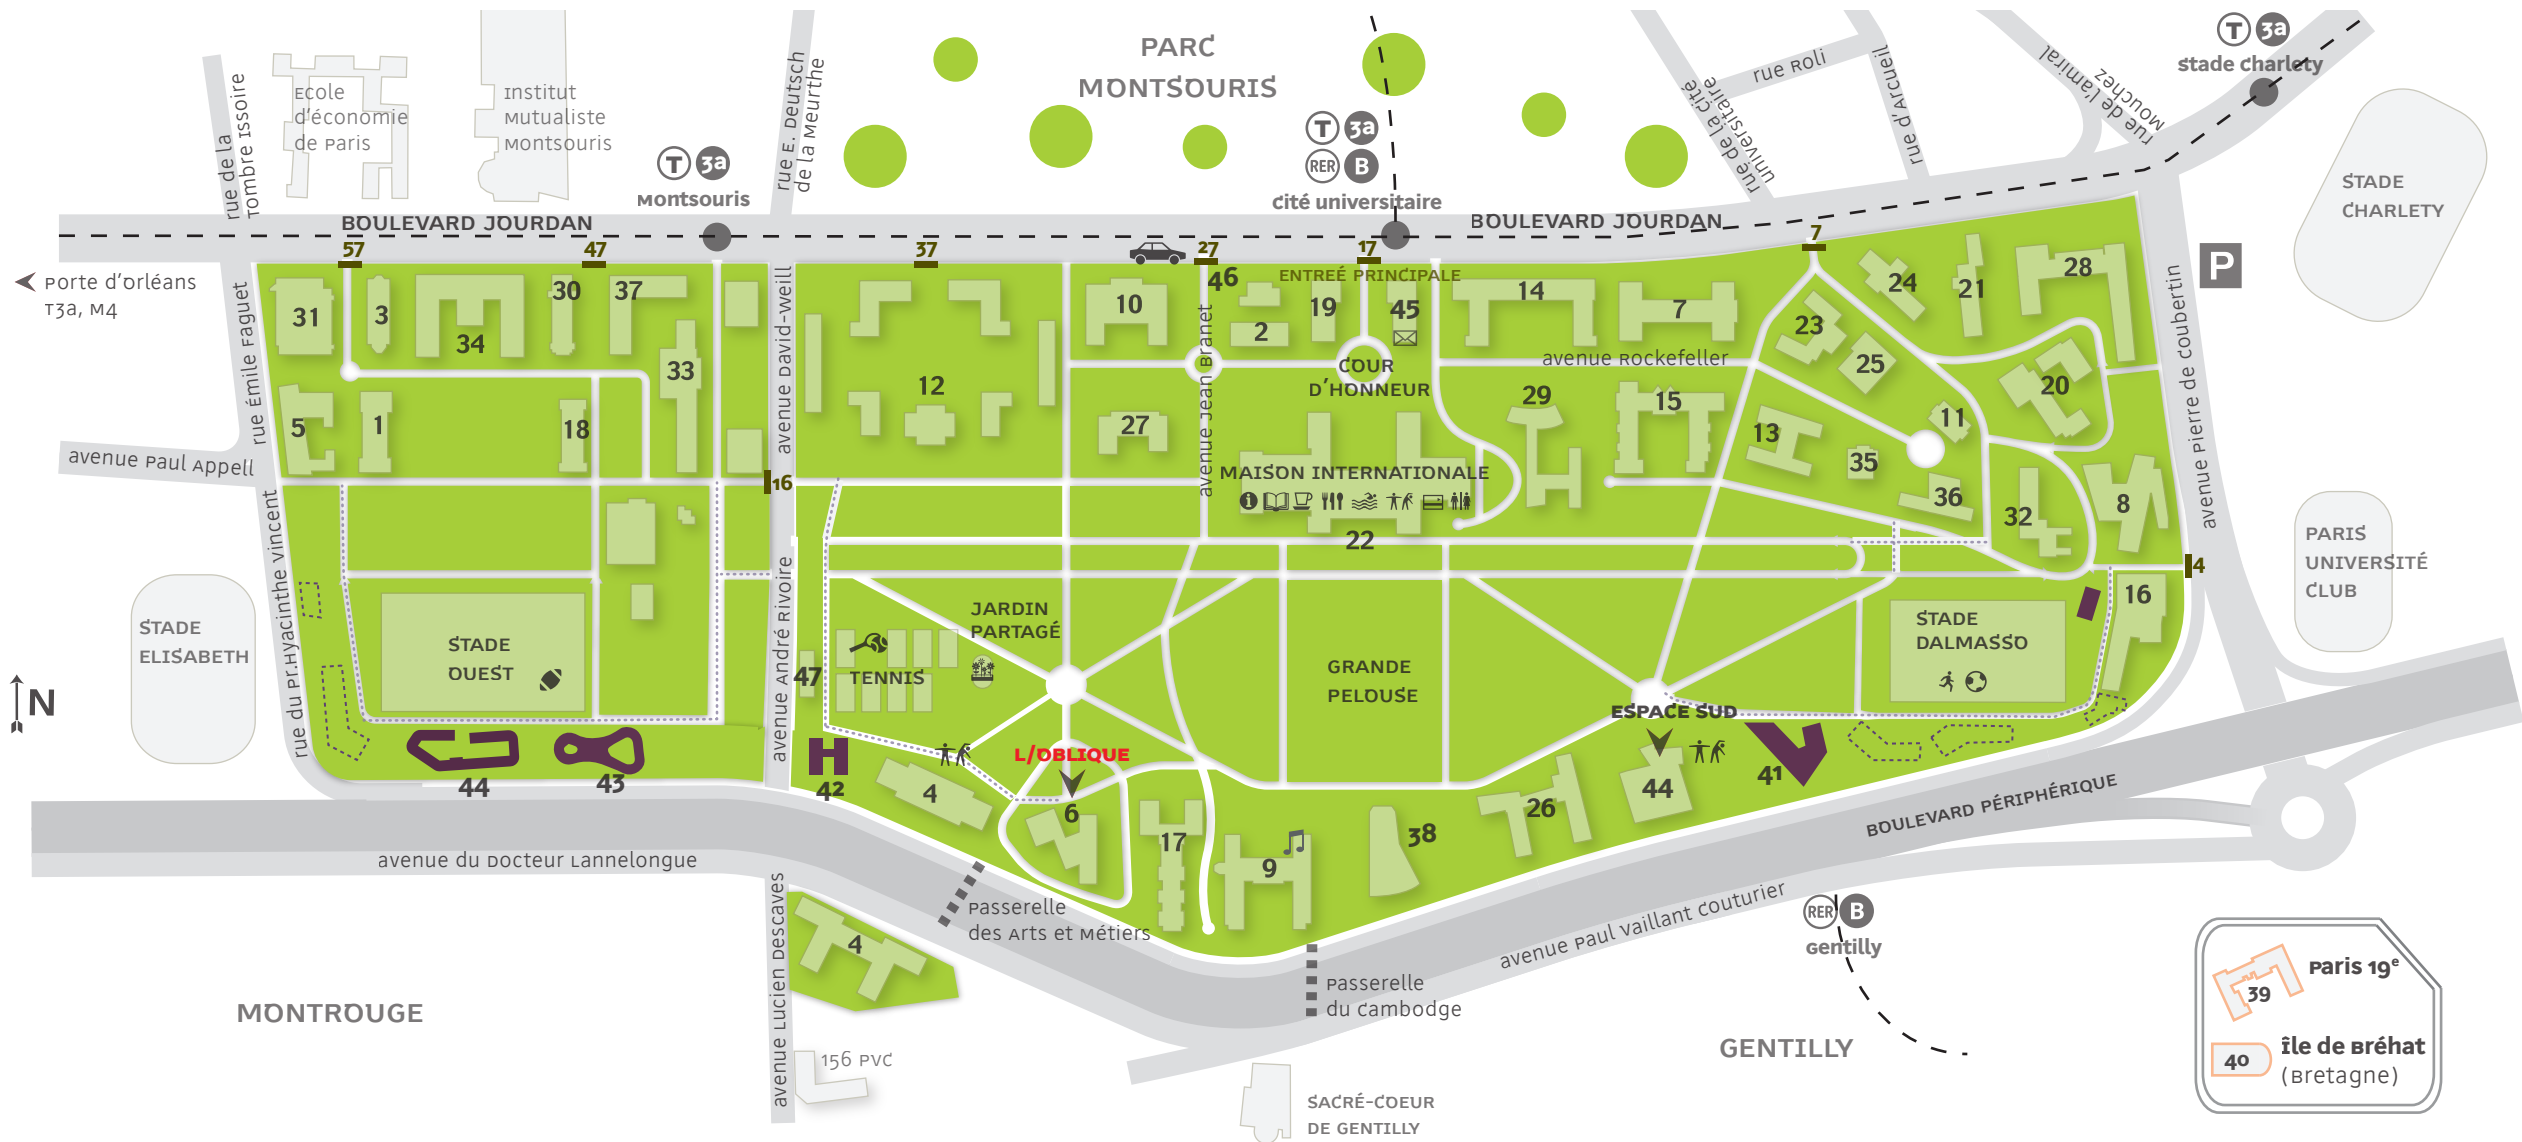 PARC
MONTSOURIS
T 3a
stade charlety
rue Roli
rue d'Arcueil
rue de l'amiral
Mouchez
rue de la cité
universitaire
École
d'économie
de Paris
Institut
Mutualiste
Montsouris
rue de la
Tombre Issoire
rue E. Deutsch
de la Meurthe
T 3a
Montsouris
T 3a
RER B
cité universitaire
STADE
CHARLETY
P
BOULEVARD JOURDAN
BOULEVARD JOURDAN
57
47
37
27
17
7
ENTREÉ PRINCIPALE
Porte d'Orléans
T3a, M4
31
3
34
30
37
33
10
46
2
19
45
14
7
23
24
21
28
25
20
12
27
COUR
D'HONNEUR
avenue Rockefeller
29
15
13
11
35
36
32
8
5
1
18
rue Émile Faguet
avenue David-Weill
avenue Jean Branet
avenue Pierre de Coubertin
avenue Paul Appell
16
MAISON INTERNATIONALE
i
22
4
16
rue du Pr.Hyacinthe Vincent
avenue André Rivoire
STADE
ELISABETH
STADE
OUEST
JARDIN
PARTAGÉ
47
TENNIS
GRANDE
PELOUSE
STADE
DALMASSO
PARIS
UNIVERSITÉ
CLUB
N
44
43
42
4
L/OBLIQUE
6
17
9
38
26
ESPACE SUD
44
41
BOULEVARD PÉRIPHÉRIQUE
avenue du Docteur Lannelongue
avenue Lucien Descaves
4
Passerelle
des Arts et Métiers
Passerelle
du Cambodge
avenue Paul Vaillant Couturier
RER B
Gentilly
MONTROUGE
156 PVC
GENTILLY
SACRÉ-COEUR
DE GENTILLY
39
Paris 19e
40
Île de Bréhat
(Bretagne)